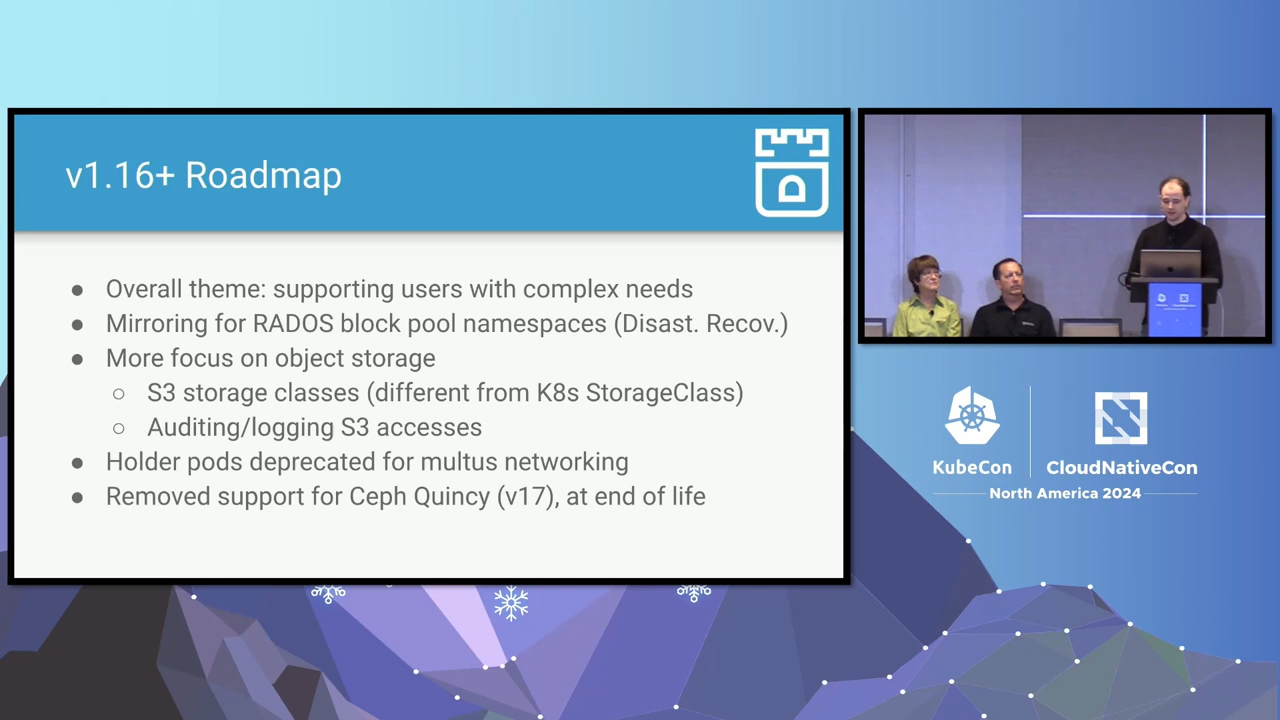 v1.16+ Roadmap
● Overall theme: supporting users with complex needs
● Mirroring for RADOS block pool namespaces (Disast. Recov.)
● More focus on object storage
○ S3 storage classes (different from K8s StorageClass)
○ Auditing/logging S3 accesses
● Holder pods deprecated for multus networking
● Removed support for Ceph Quincy (v17), at end of life
KubeCon
CloudNativeCon
North America 2024